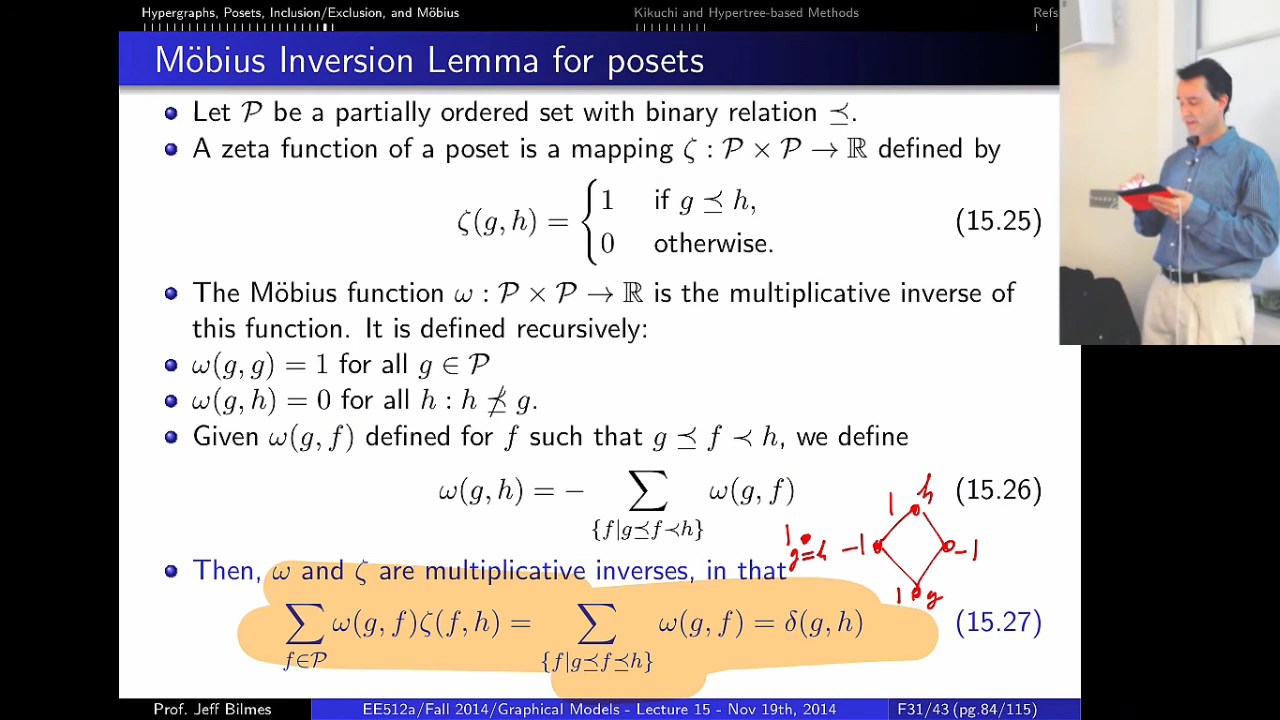 Hypergraphs, Posets, Inclusion/Exclusion, and Möbius Kikuchi and Hypertree-based Methods Refs
Möbius Inversion Lemma for posets
Let 𝒫 be a partially ordered set with binary relation ⪯.
A zeta function of a poset is a mapping ζ : 𝒫 × 𝒫 → ℝ defined by
ζ(g, h) = { 1 if g ⪯ h,
0 otherwise. (15.25)
The Möbius function ω : 𝒫 × 𝒫 → ℝ is the multiplicative inverse of
this function. It is defined recursively:
ω(g, g) = 1 for all g ∈ 𝒫
ω(g, h) = 0 for all h : h ⋠ g.
Given ω(g, f) defined for f such that g ⪯ f ≺ h, we define
ω(g, h) = − ∑ ω(g, f) (15.26)
{f|g⪯f≺h}
1 h
1 g=h −1 −1
1 g
Then, ω and ζ are multiplicative inverses, in that
∑ ω(g, f)ζ(f, h) = ∑ ω(g, f) = δ(g, h) (15.27)
f∈𝒫 {f|g⪯f⪯h}
Prof. Jeff Bilmes EE512a/Fall 2014/Graphical Models - Lecture 15 - Nov 19th, 2014 F31/43 (pg.84/115)